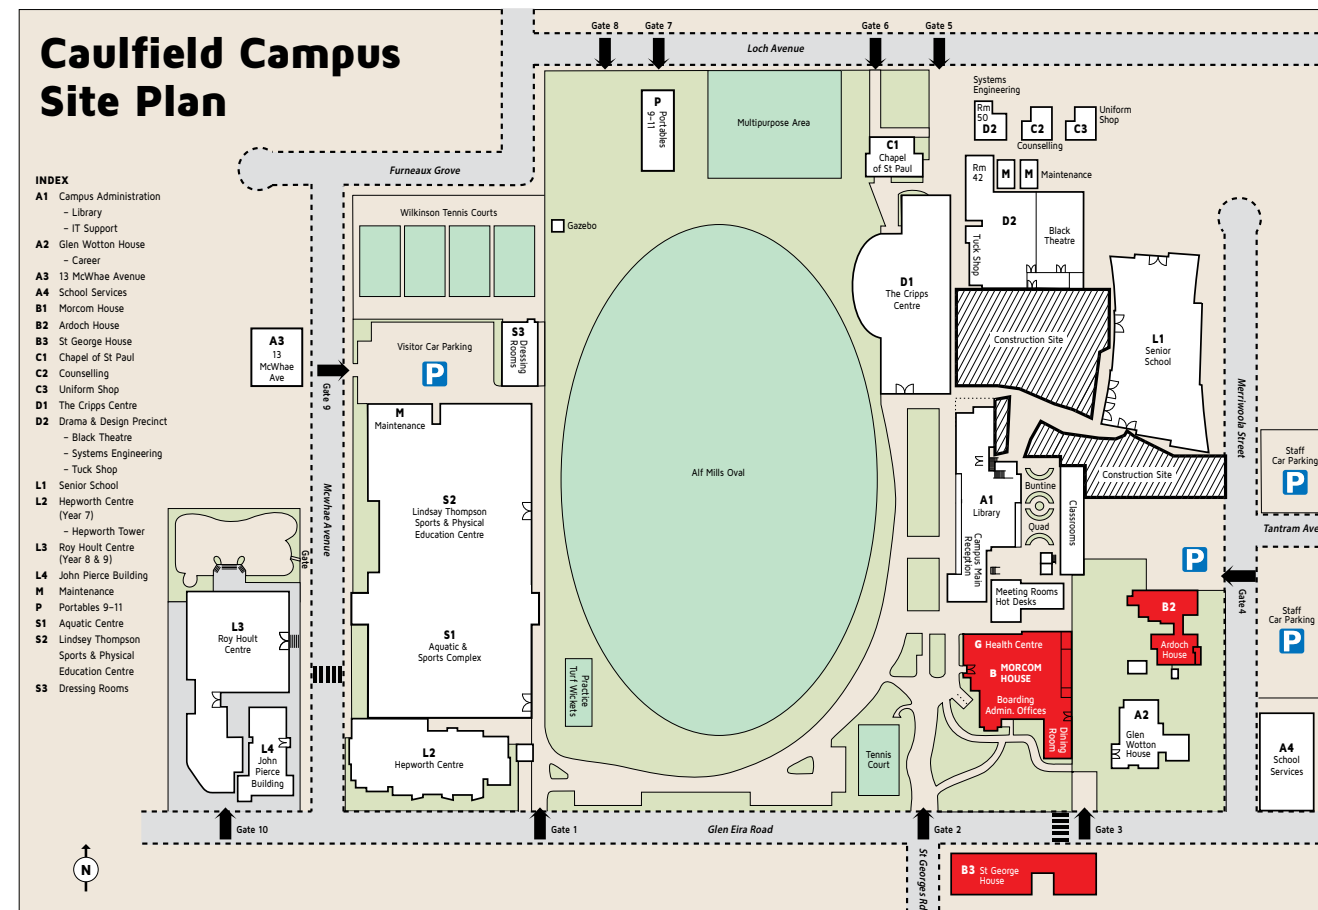 Caulfield Campus
Site Plan
INDEX
A1 Campus Administration
– Library
– IT Support
A2 Glen Wotton House
– Career
A3 13 McWhae Avenue
A4 School Services
B1 Morcom House
B2 Ardoch House
B3 St George House
C1 Chapel of St Paul
C2 Counselling
C3 Uniform Shop
D1 The Cripps Centre
D2 Drama & Design Precinct
– Black Theatre
– Systems Engineering
– Tuck Shop
L1 Senior School
L2 Hepworth Centre
(Year 7)
– Hepworth Tower
L3 Roy Hoult Centre
(Year 8 & 9)
L4 John Pierce Building
M Maintenance
P Portables 9–11
S1 Aquatic Centre
S2 Lindsey Thompson
Sports & Physical
Education Centre
S3 Dressing Rooms
Gate 8
Gate 7
Gate 6
Gate 5
Loch Avenue
Furneaux Grove
P
Portables
9–11
Multipurpose Area
C1
Chapel
of St Paul
Systems
Engineering
Rm
50
D2
C2
Counselling
C3
Uniform
Shop
Rm
42
M
M
Maintenance
D2
Tuck Shop
Black
Theatre
Wilkinson Tennis Courts
Gazebo
D1
The Cripps
Centre
Construction Site
L1
Senior
School
A3
13
McWhae
Ave
Gate 9
Visitor Car Parking
P
S3
Dressing
Rooms
M
Maintenance
Merriwoola Street
Staff
Car Parking
P
Tantram Ave
Mcwhae Avenue
S2
Lindsay Thompson
Sports & Physical
Education Centre
Alf Mills Oval
A1
Library
Campus Main
Reception
Buntine
Quad
Classrooms
Construction Site
P
Gate 4
Meeting Rooms
Hot Desks
Gate
L3
Roy Hoult
Centre
S1
Aquatic &
Sports Complex
Practice
Turf Wickets
G Health Centre
B MORCOM
HOUSE
Boarding
Admin. Offices
Dining
Room
B2
Ardoch
House
Staff
Car Parking
P
L4
John
Pierce
Building
L2
Hepworth Centre
Tennis
Court
A2
Glen
Wotton
House
A4
School
Services
Gate 10
Gate 1
Glen Eira Road
Gate 2
Gate 3
St Georges Rd
B3 St George
House
N